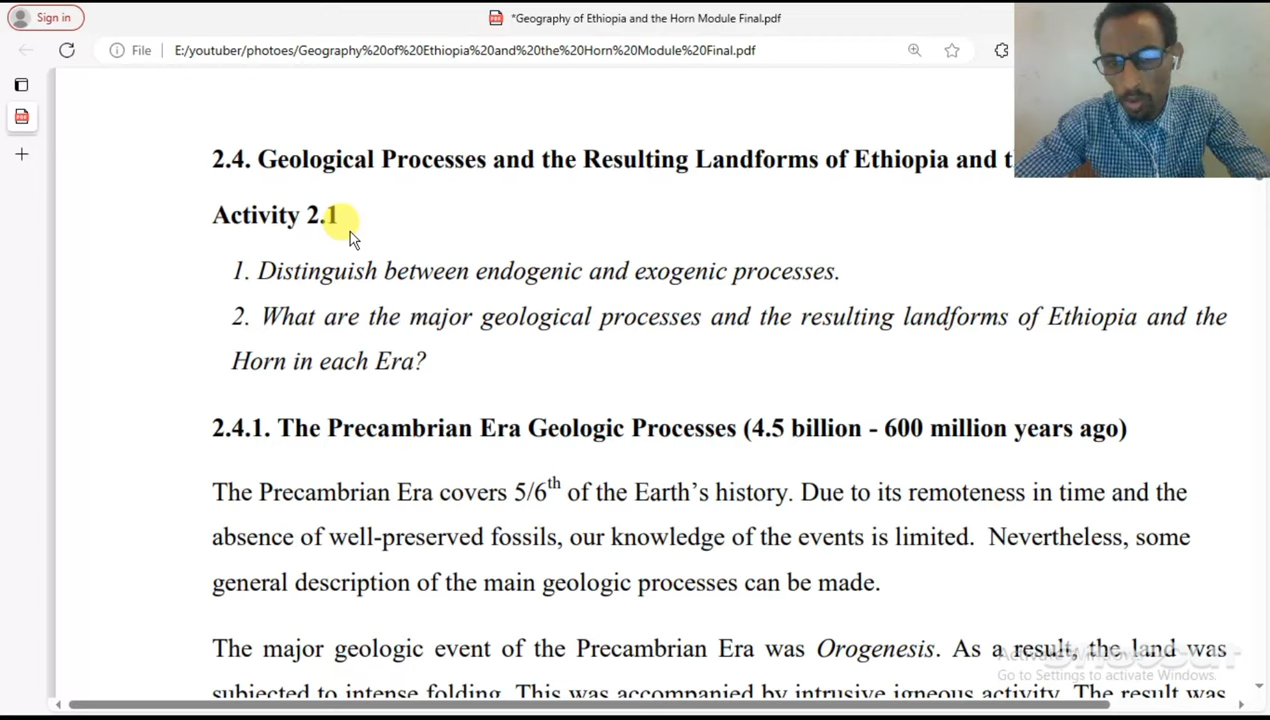 Sign in
*Geography of Ethiopia and the Horn Module Final.pdf
File
E:/youtuber/photoes/Geography%20of%20Ethiopia%20and%20the%20Horn%20Module%20Final.pdf
2.4. Geological Processes and the Resulting Landforms of Ethiopia and t
Activity 2.1
1. Distinguish between endogenic and exogenic processes.
2. What are the major geological processes and the resulting landforms of Ethiopia and the
Horn in each Era?
2.4.1. The Precambrian Era Geologic Processes (4.5 billion - 600 million years ago)
The Precambrian Era covers 5/6th of the Earth’s history. Due to its remoteness in time and the
absence of well-preserved fossils, our knowledge of the events is limited. Nevertheless, some
general description of the main geologic processes can be made.
The major geologic event of the Precambrian Era was Orogenesis. As a result, the land was
Activate Windows
Go to Settings to activate Windows.
subjected to intense folding. This was accompanied by intrusive igneous activity. The result was